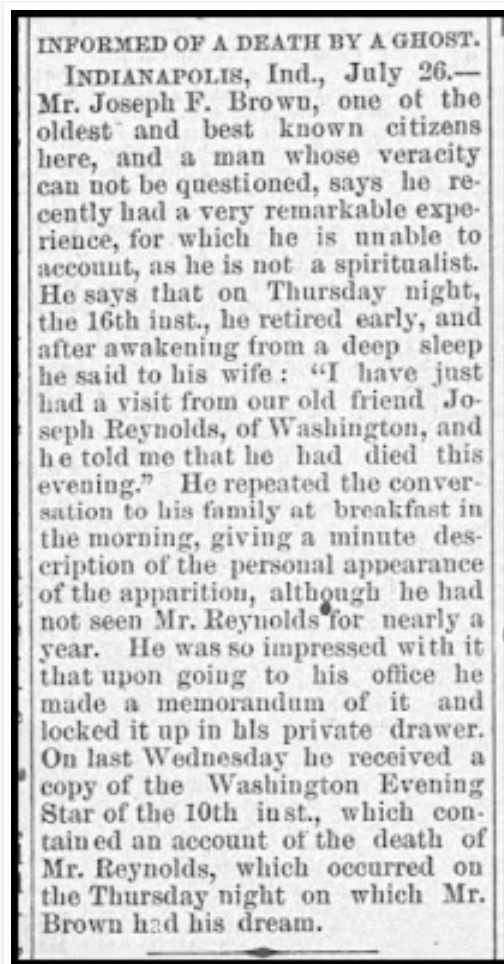 INFORMED OF A DEATH BY A GHOST.
INDIANAPOLIS, Ind., July 26.—
Mr. Joseph F. Brown, one of the
oldest and best known citizens
here, and a man whose veracity
can not be questioned, says he re-
cently had a very remarkable expe-
rience, for which he is unable to
account, as he is not a spiritualist.
He says that on Thursday night,
the 16th inst., he retired early, and
after awakening from a deep sleep
he said to his wife: "I have just
had a visit from our old friend Jo-
seph Reynolds, of Washington, and
he told me that he had died this
evening." He repeated the conver-
sation to his family at breakfast in
the morning, giving a minute des-
cription of the personal appearance
of the apparition, although he had
not seen Mr. Reynolds for nearly a
year. He was so impressed with it
that upon going to his office he
made a memorandum of it and
locked it up in his private drawer.
On last Wednesday he received a
copy of the Washington Evening
Star of the 10th inst., which con-
tained an account of the death of
Mr. Reynolds, which occurred on
the Thursday night on which Mr.
Brown had his dream.